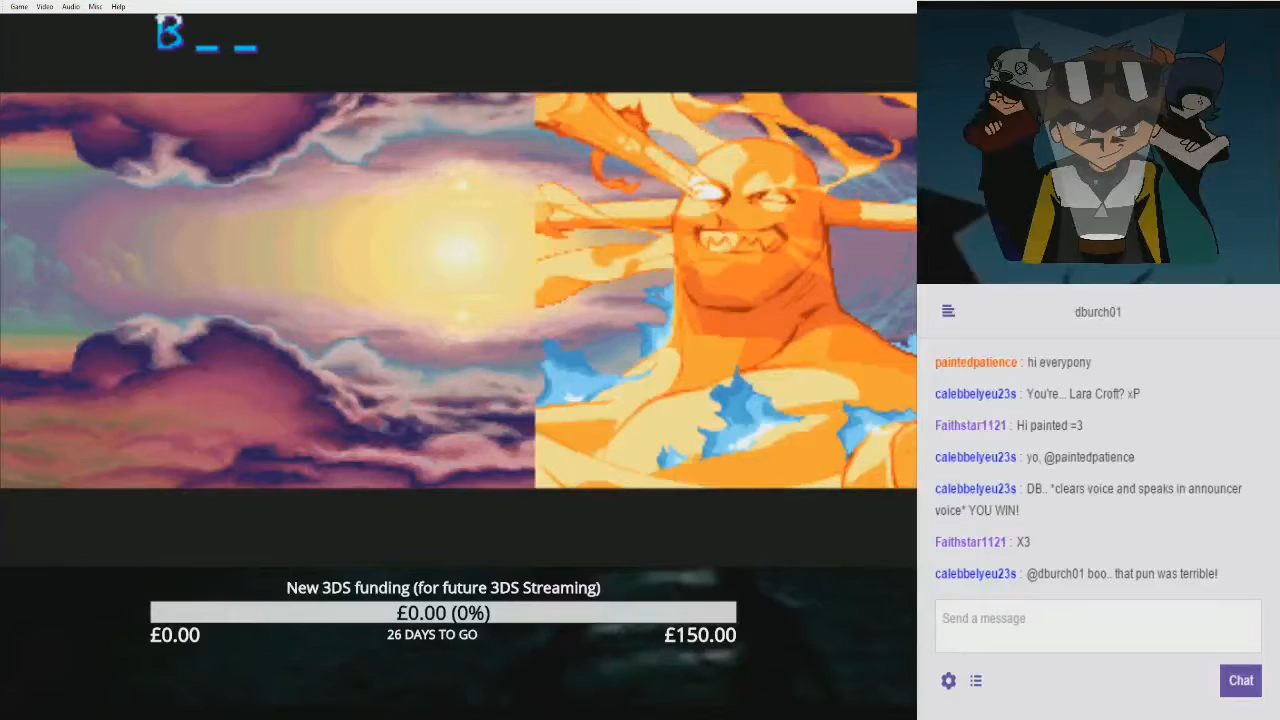 Game Video Audio Misc Help
B _ _
dburch01
paintedpatience : hi everypony
calebbelyeu23s : You're... Lara Croft? xP
Faithstar1121 : Hi painted =3
calebbelyeu23s : yo, @paintedpatience
calebbelyeu23s : DB.. *clears voice and speaks in announcer
voice* YOU WIN!
Faithstar1121 : X3
calebbelyeu23s : @dburch01 boo.. that pun was terrible!
Send a message
Chat
New 3DS funding (for future 3DS Streaming)
£0.00 (0%)
£0.00 26 DAYS TO GO £150.00